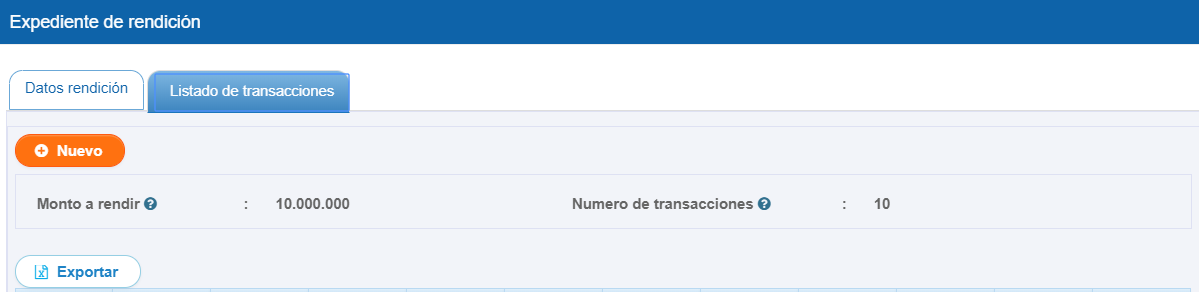 Expediente de rendición
Datos rendición
Listado de transacciones
Nuevo
Monto a rendir : 10.000.000 Numero de transacciones : 10
Exportar